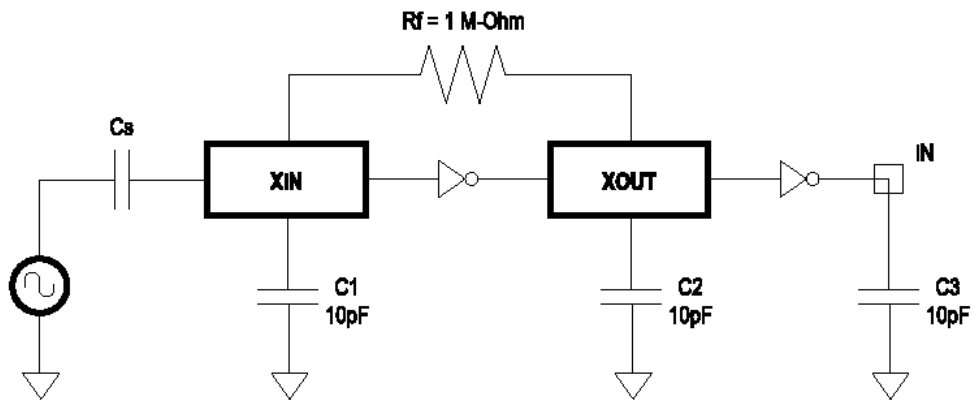 Rf = 1 M-Ohm
Cs
XIN
XOUT
IN
C1
10pF
C2
10pF
C3
10pF